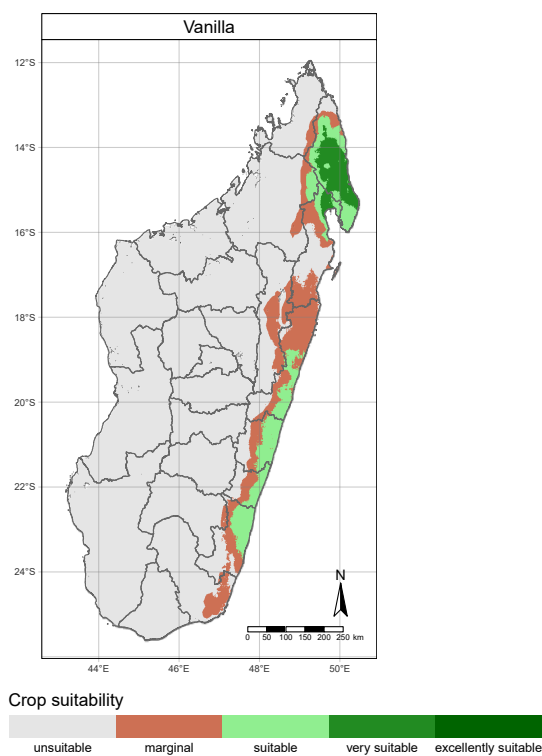 Vanilla
12°S
14°S
16°S
18°S
20°S
22°S
24°S
N
0 50 100 150 200 250 km
44°E 46°E 48°E 50°E
Crop suitability
unsuitable marginal suitable very suitable excellently suitable